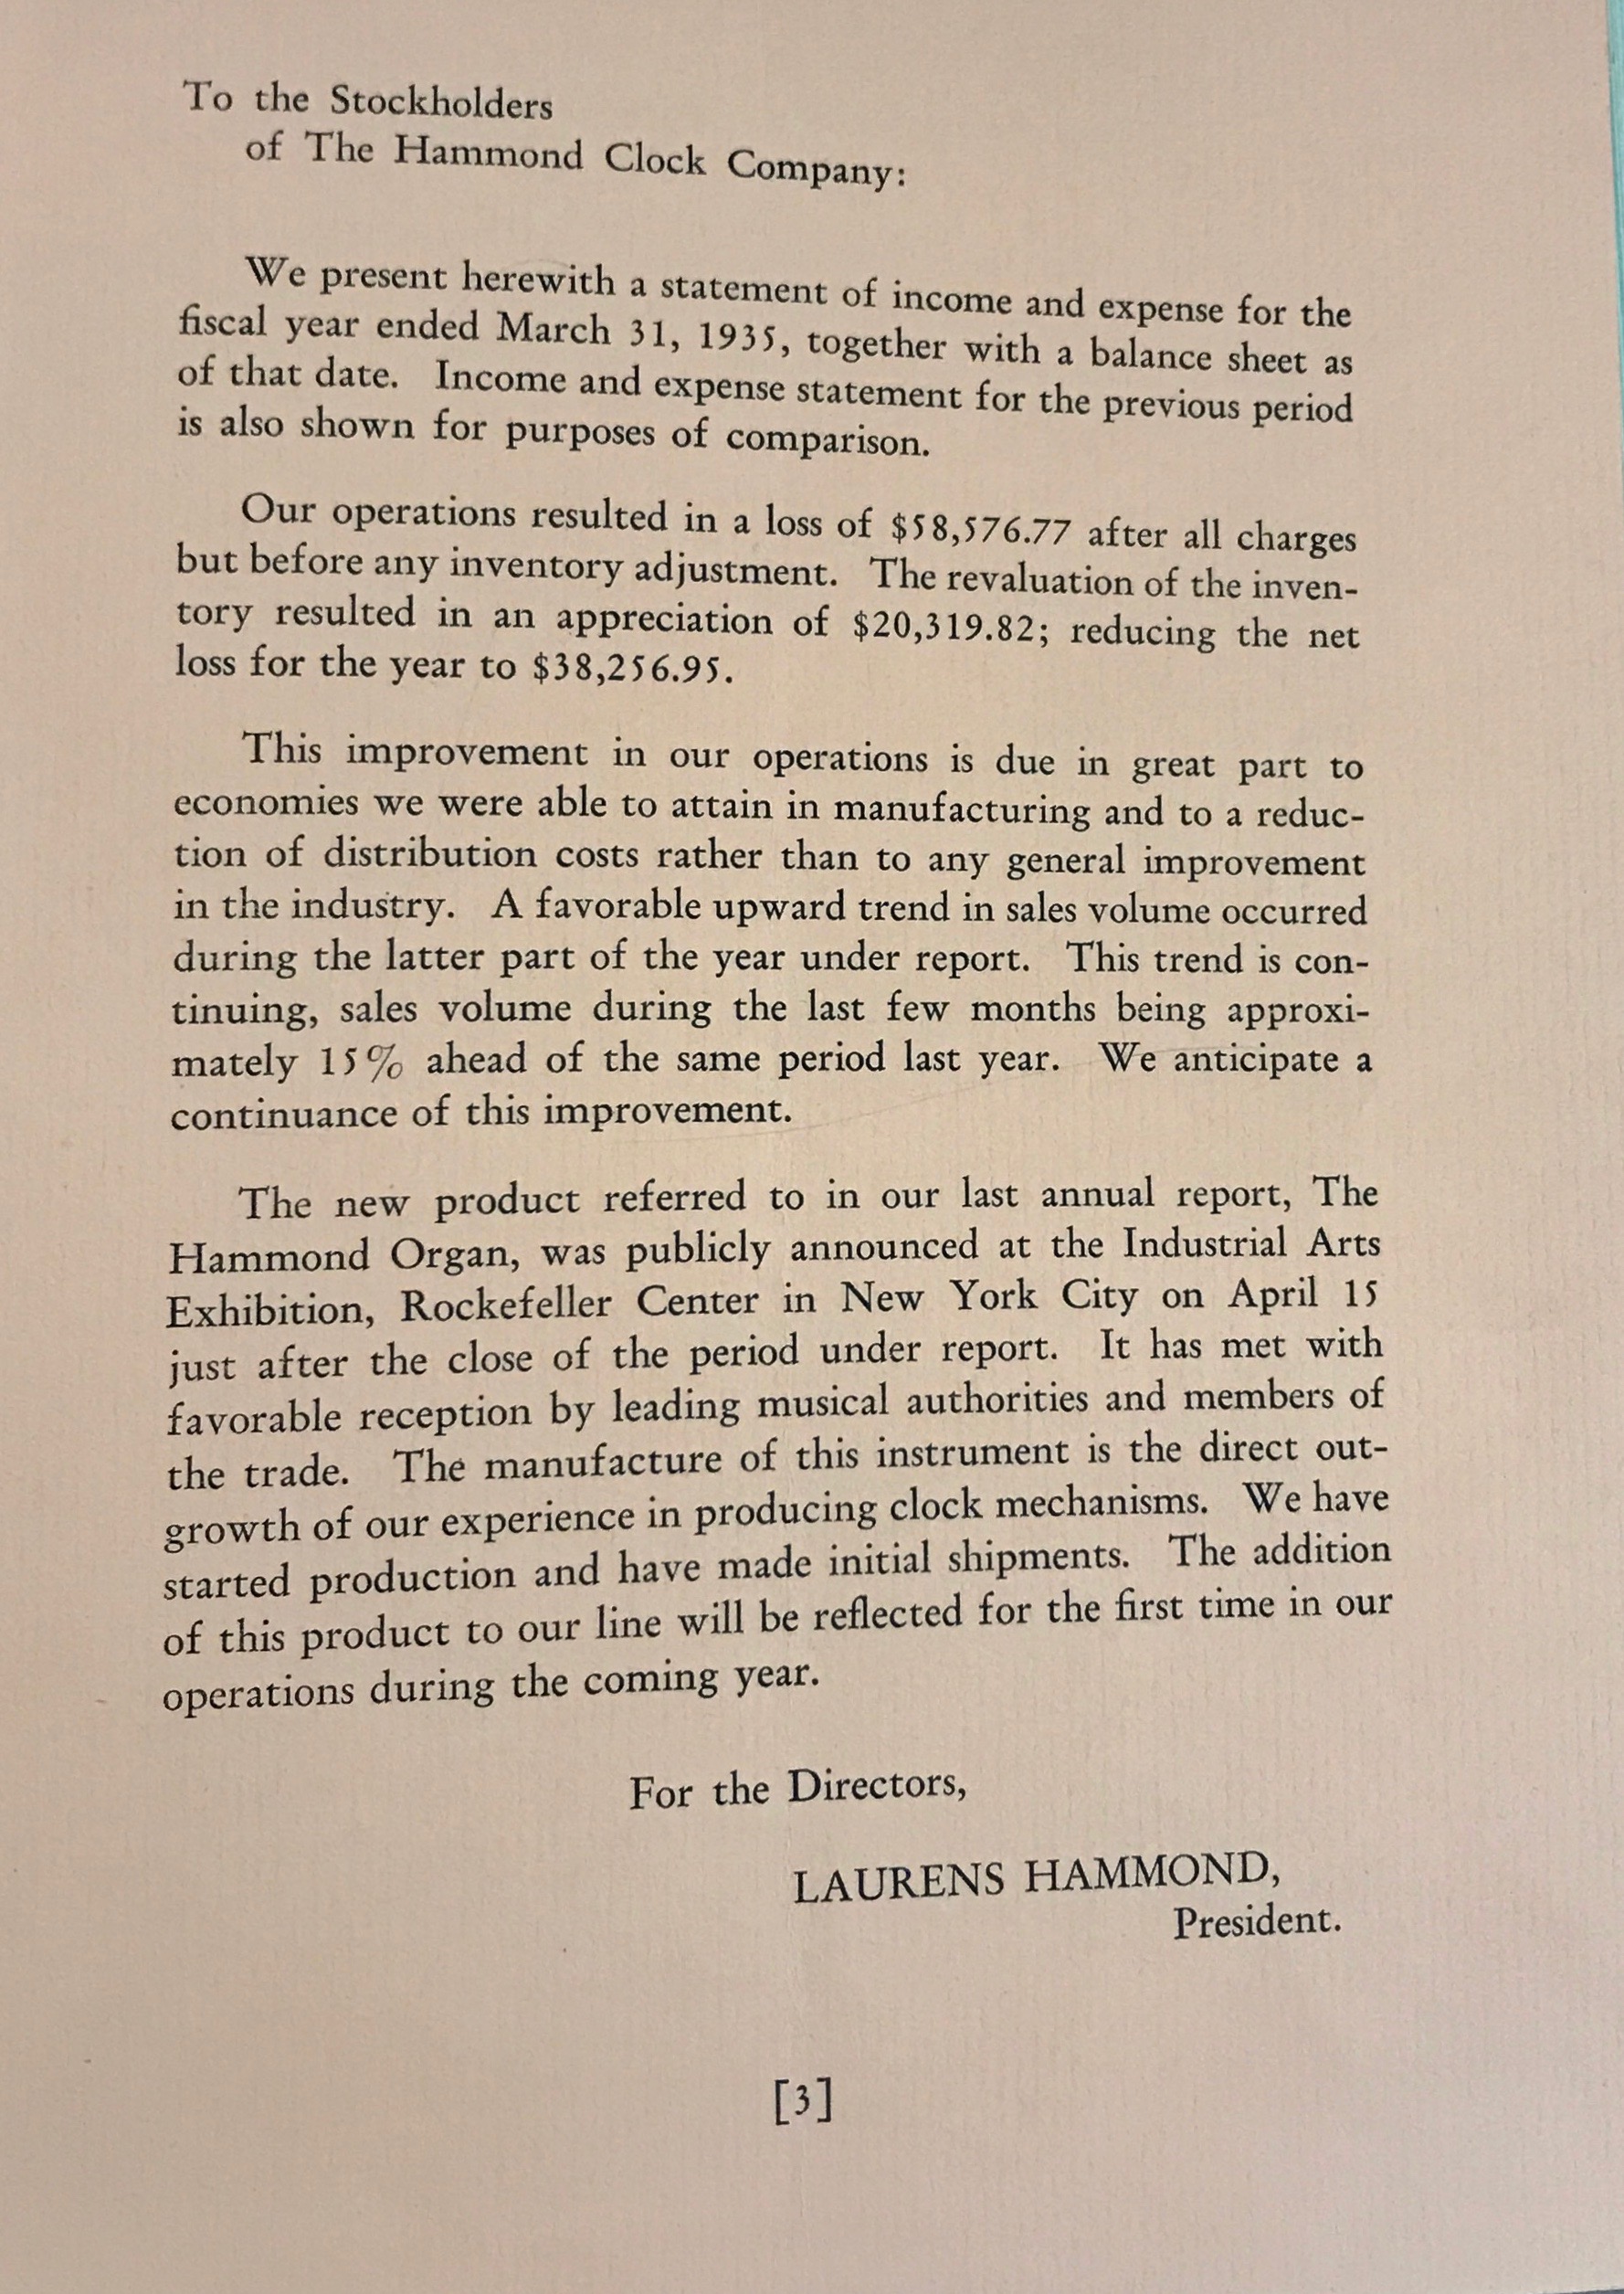 To the Stockholders
of The Hammond Clock Company:
We present herewith a statement of income and expense for the
fiscal year ended March 31, 1935, together with a balance sheet as
of that date. Income and expense statement for the previous period
is also shown for purposes of comparison.
Our operations resulted in a loss of $58,576.77 after all charges
but before any inventory adjustment. The revaluation of the inven-
tory resulted in an appreciation of $20,319.82; reducing the net
loss for the year to $38,256.95.
This improvement in our operations is due in great part to
economies we were able to attain in manufacturing and to a reduc-
tion of distribution costs rather than to any general improvement
in the industry. A favorable upward trend in sales volume occurred
during the latter part of the year under report. This trend is con-
tinuing, sales volume during the last few months being approxi-
mately 15% ahead of the same period last year. We anticipate a
continuance of this improvement.
The new product referred to in our last annual report, The
Hammond Organ, was publicly announced at the Industrial Arts
Exhibition, Rockefeller Center in New York City on April 15
just after the close of the period under report. It has met with
favorable reception by leading musical authorities and members of
the trade. The manufacture of this instrument is the direct out-
growth of our experience in producing clock mechanisms. We have
started production and have made initial shipments. The addition
of this product to our line will be reflected for the first time in our
operations during the coming year.
For the Directors,
LAURENS HAMMOND,
President.
[3]